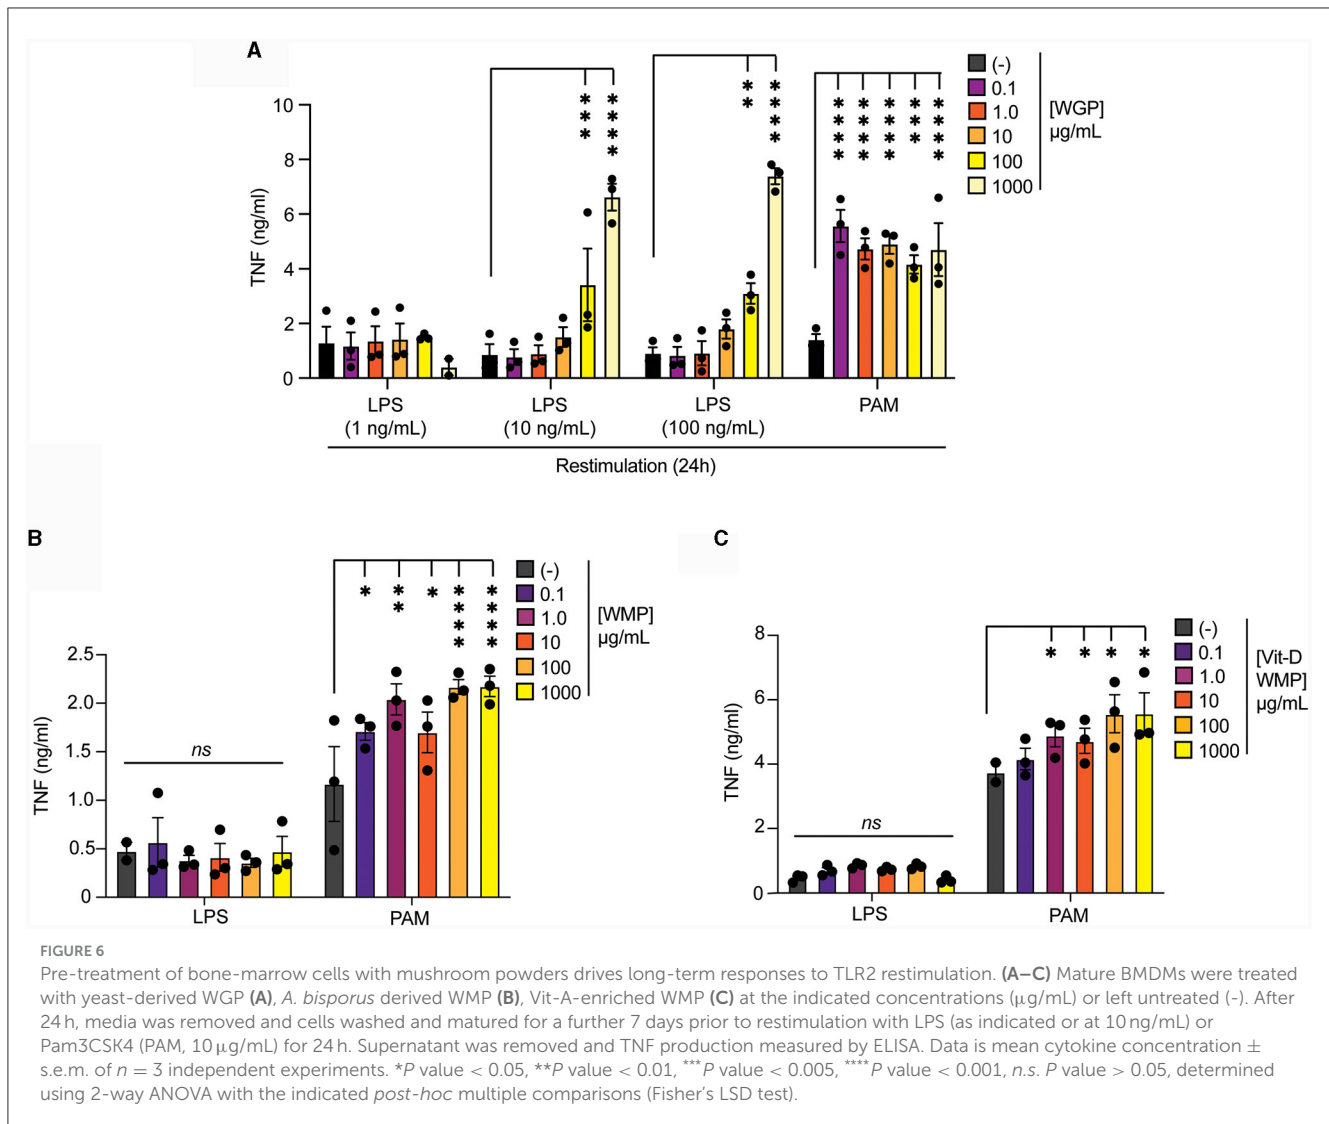 A
(-)
0.1
1.0
10
100
1000
[WGP]
µg/mL
*** **** ** **** **** **** **** *** ****
TNF (ng/ml)
10
8
6
4
2
0
LPS
(1 ng/mL)
LPS
(10 ng/mL)
LPS
(100 ng/mL)
PAM
Restimulation (24h)
B
(-)
0.1
1.0
10
100
1000
[WMP]
µg/mL
* ** * **** ****
TNF (ng/ml)
2.5
2.0
1.5
1.0
0.5
0
ns
LPS
PAM
C
(-)
0.1
1.0
10
100
1000
[Vit-D
WMP]
µg/mL
* * * *
TNF (ng/ml)
8
6
4
2
0
ns
LPS
PAM
FIGURE 6
Pre-treatment of bone-marrow cells with mushroom powders drives long-term responses to TLR2 restimulation. (A–C) Mature BMDMs were treated
with yeast-derived WGP (A), A. bisporus derived WMP (B), Vit-A-enriched WMP (C) at the indicated concentrations (µg/mL) or left untreated (-). After
24 h, media was removed and cells washed and matured for a further 7 days prior to restimulation with LPS (as indicated or at 10 ng/mL) or
Pam3CSK4 (PAM, 10 µg/mL) for 24 h. Supernatant was removed and TNF production measured by ELISA. Data is mean cytokine concentration ±
s.e.m. of n = 3 independent experiments. *P value < 0.05, **P value < 0.01, ***P value < 0.005, ****P value < 0.001, n.s. P value > 0.05, determined
using 2-way ANOVA with the indicated post-hoc multiple comparisons (Fisher's LSD test).